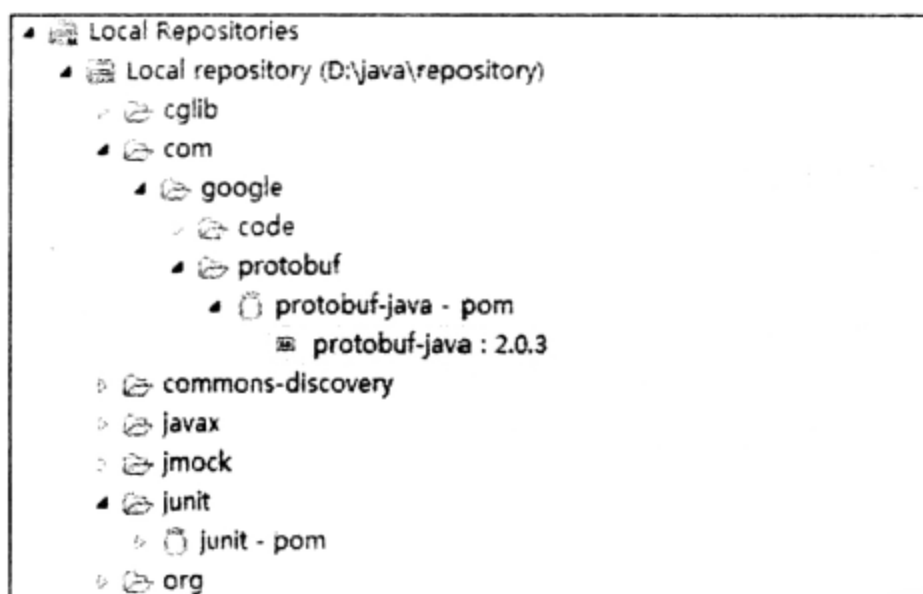 Local Repositories
Local repository (D:\java\repository)
cglib
com
google
code
protobuf
protobuf-java - pom
protobuf-java : 2.0.3
commons-discovery
javax
jmock
junit
junit - pom
org